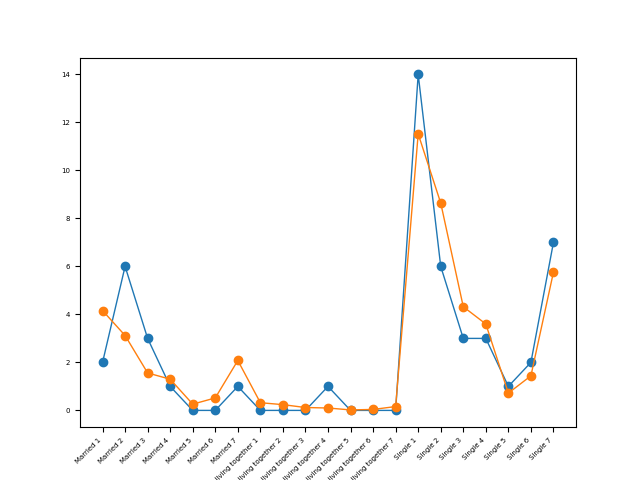 14
12
10
8
6
4
2
0
Married 1
Married 2
Married 3
Married 4
Married 5
Married 6
Married 7
living together 1
living together 2
living together 3
living together 4
living together 5
living together 6
living together 7
Single 1
Single 2
Single 3
Single 4
Single 5
Single 6
Single 7